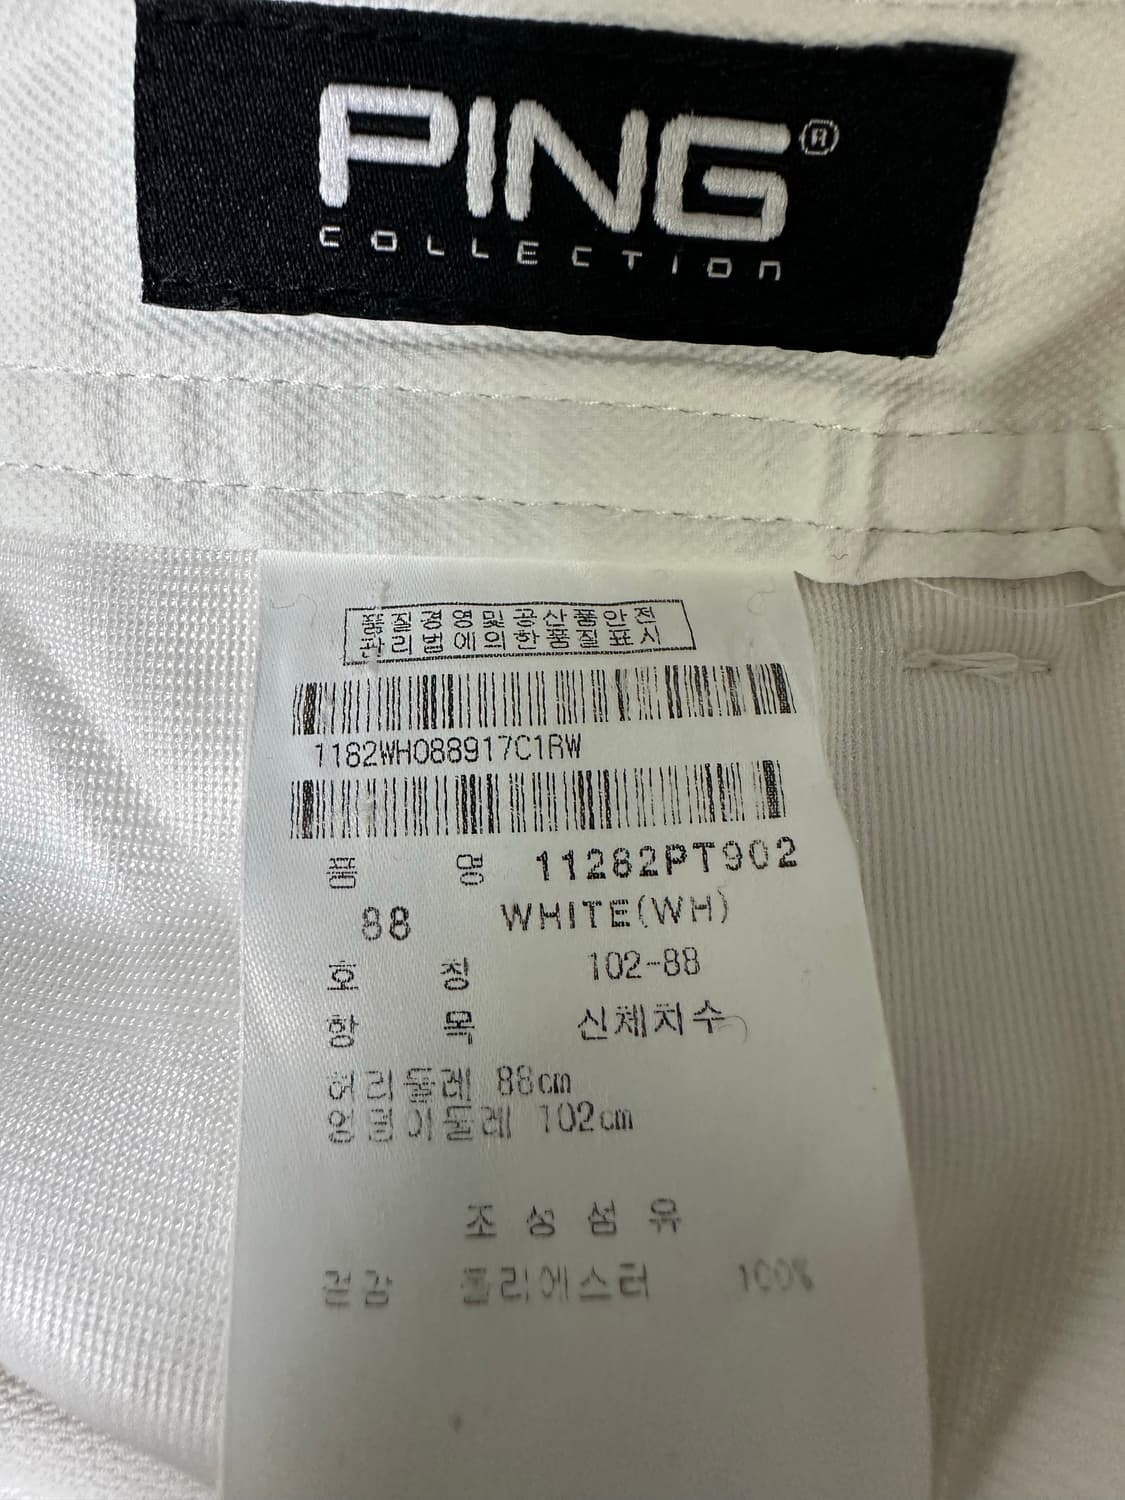 PING®
COLLECTION
품질경영및공산품안전
관리법에의한품질표시
1182WH088917C1RW
품 명 11282PT902
88 WHITE(WH)
호 칭 102-88
항 목 신체치수
허리둘레 88cm
엉덩이둘레 102cm
조성섬유
겉감 폴리에스터 100%